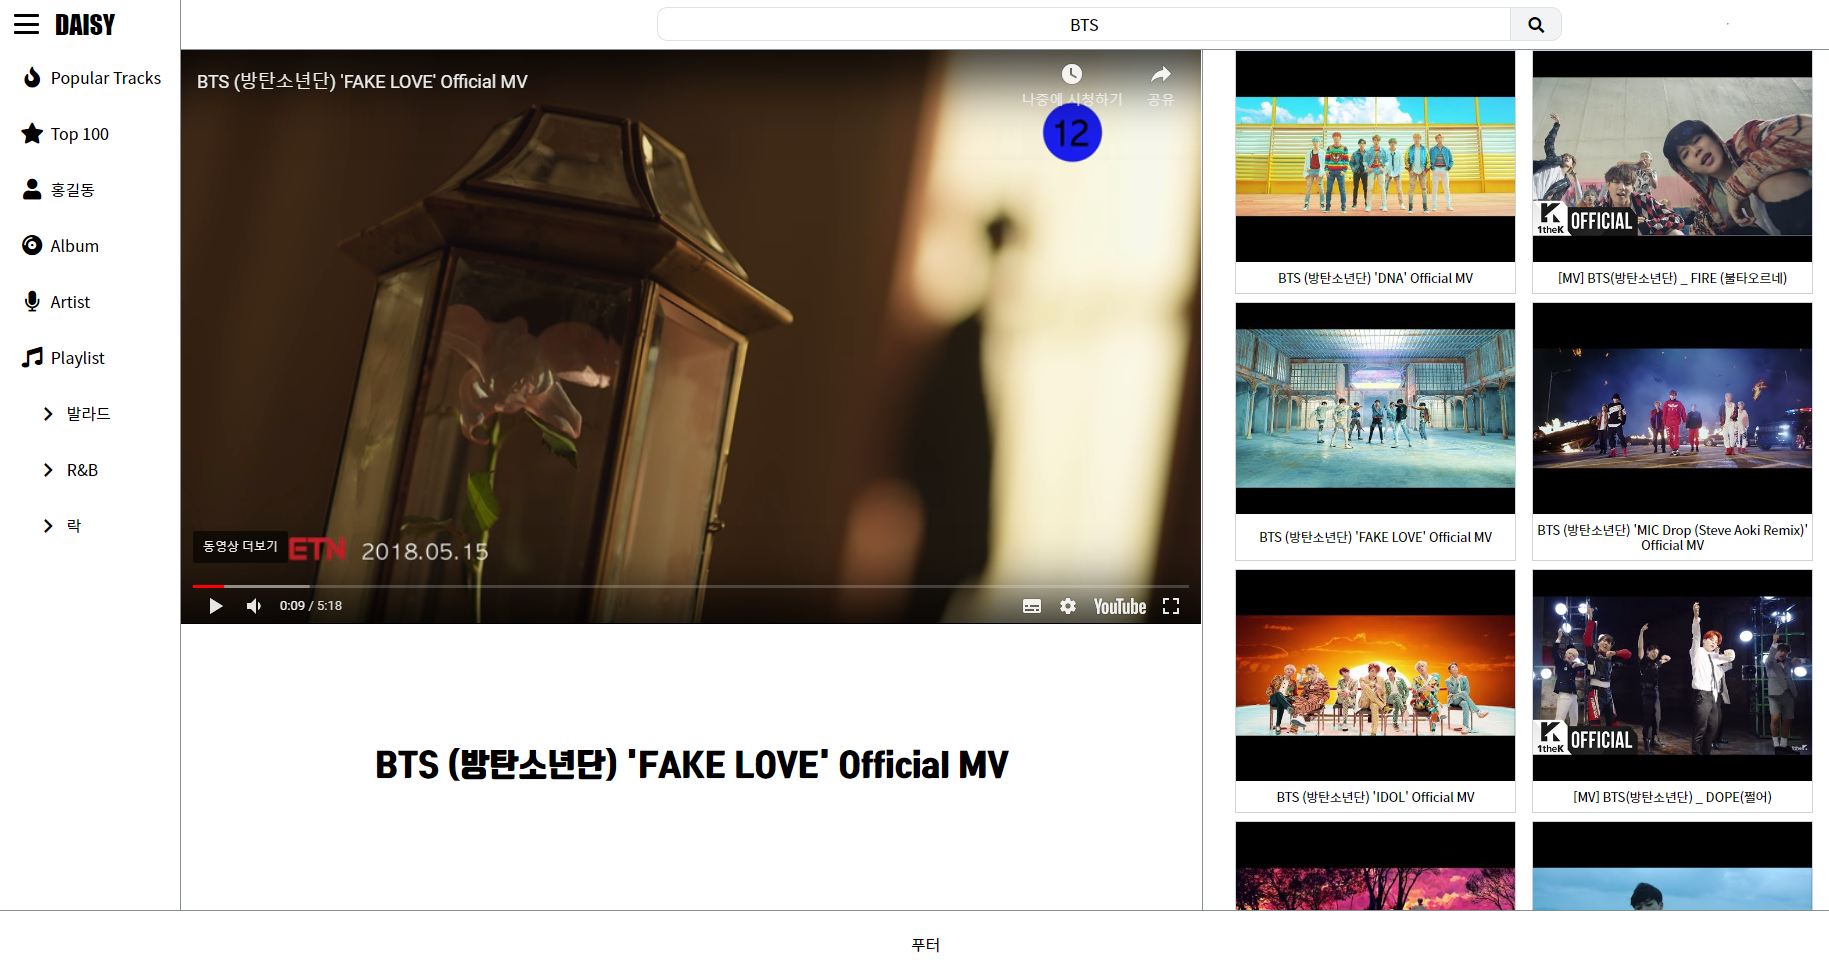 DAISY
BTS
Popular Tracks
Top 100
홍길동
Album
Artist
Playlist
발라드
R&B
락
BTS (방탄소년단) 'FAKE LOVE' Official MV
나중에 시청하기
공유
12
동영상 더보기
ETN
2018.05.15
0:09 / 5:18
YouTube
BTS (방탄소년단) 'FAKE LOVE' Official MV
BTS (방탄소년단) 'DNA' Official MV
1theK OFFICIAL
[MV] BTS(방탄소년단) _ FIRE (불타오르네)
BTS (방탄소년단) 'FAKE LOVE' Official MV
BTS (방탄소년단) 'MIC Drop (Steve Aoki Remix)'
Official MV
BTS (방탄소년단) 'IDOL' Official MV
1theK OFFICIAL
1theK
[MV] BTS(방탄소년단) _ DOPE(쩔어)
푸터